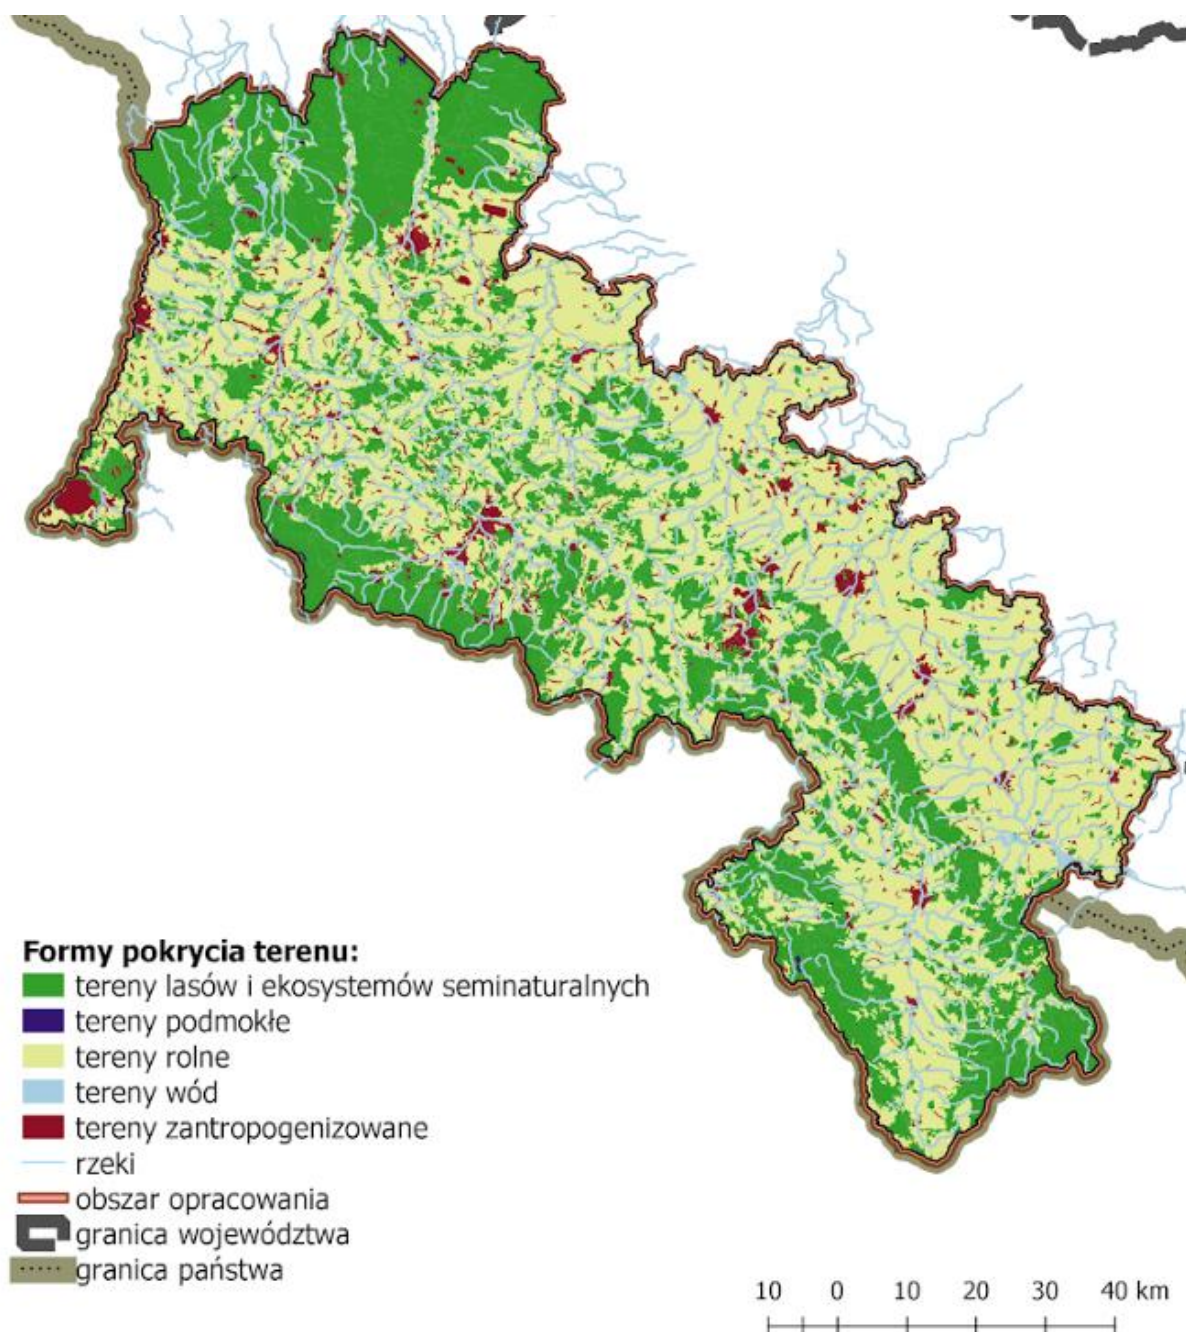 Formy pokrycia terenu:
tereny lasów i ekosystemów seminaturalnych
tereny podmokłe
tereny rolne
tereny wód
tereny zantropogenizowane
rzeki
obszar opracowania
granica województwa
granica państwa
10 0 10 20 30 40 km